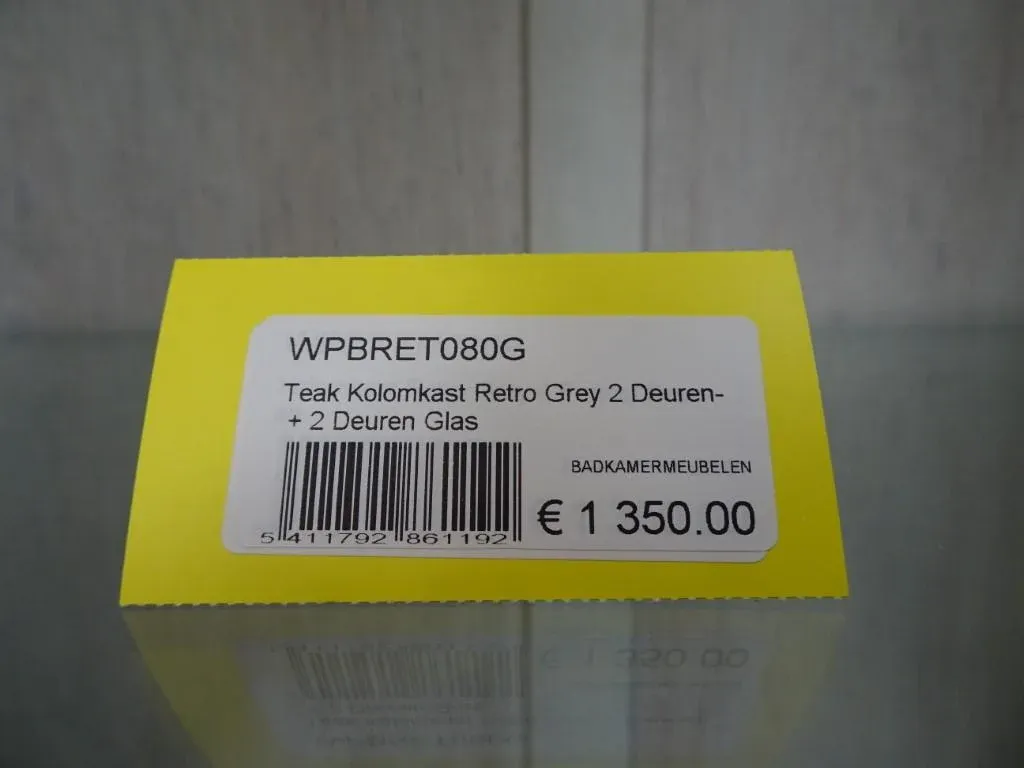 WPBRET080G
Teak Kolomkast Retro Grey 2 Deuren-
+ 2 Deuren Glas
BADKAMERMEUBELEN
€ 1 350.00
5 411792 861192